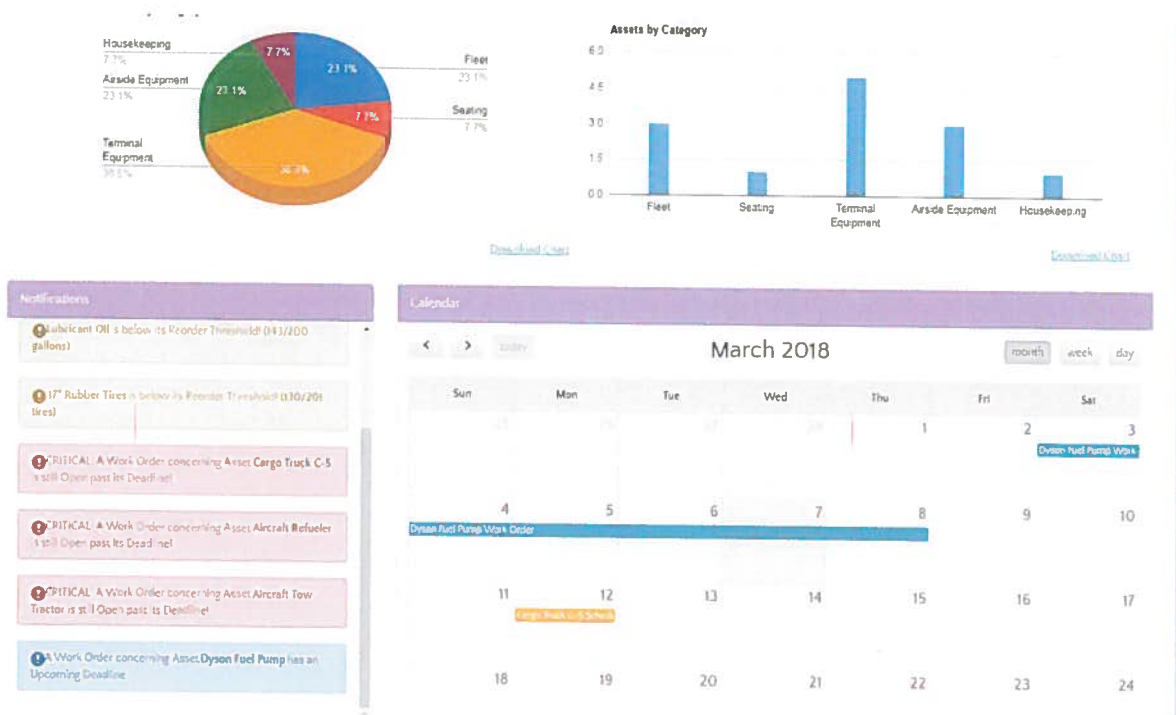 Housekeeping
7.7%
Airside Equipment
23.1%
Terminal
Equipment
38.5%
7.7%
23.1%
23.1%
7.7%
Fleet
23.1%
Seating
7.7%
Assets by Category
6.0
4.5
3.0
1.5
0.0
Fleet
Seating
Terminal
Equipment
Airside Equipment
Housekeeping
Download Chart
Download Chart
Notifications
Lubricant Oil is below its Reorder Threshold! (143/200
gallons)
17" Rubber Tires is below its Reorder Threshold! (130/201
tires)
CRITICAL: A Work Order concerning Asset Cargo Truck C-5
is still Open past its Deadline!
CRITICAL: A Work Order concerning Asset Aircraft Refueler
is still Open past its Deadline!
CRITICAL: A Work Order concerning Asset Aircraft Tow
Tractor is still Open past its Deadline!
A Work Order concerning Asset Dyson Fuel Pump has an
Upcoming Deadline
Calendar
today
March 2018
month week day
Sun Mon Tue Wed Thu Fri Sat
25 26 27 28 1 2 3
Dyson Fuel Pump Work
4 5 6 7 8 9 10
Dyson Fuel Pump Work Order
11 12 13 14 15 16 17
Cargo Truck C-5 Schedu
18 19 20 21 22 23 24